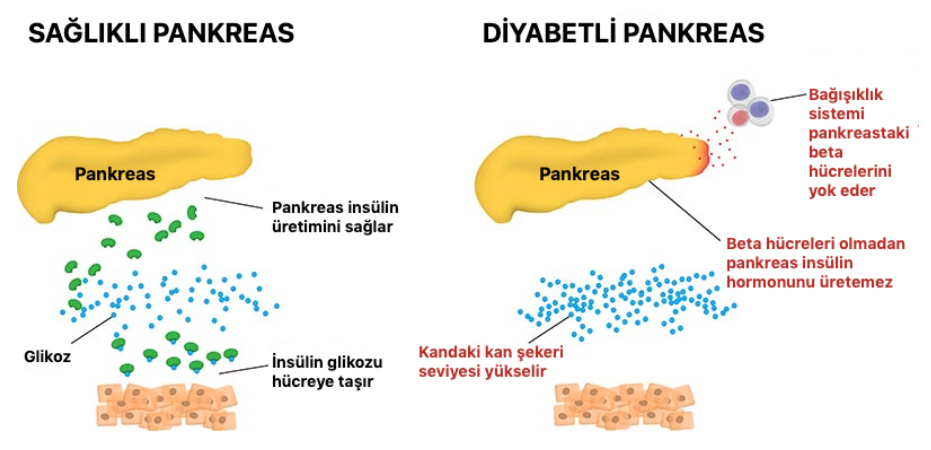 SAĞLIKLI PANKREAS
Pankreas
Pankreas insülin
üretimini sağlar
Glikoz
İnsülin glikozu
hücreye taşır
DİYABETLİ PANKREAS
Bağışıklık
sistemi
pankreastaki
beta
hücrelerini
yok eder
Pankreas
Beta hücreleri olmadan
pankreas insülin
hormonunu üretemez
Kandaki kan şekeri
seviyesi yükselir